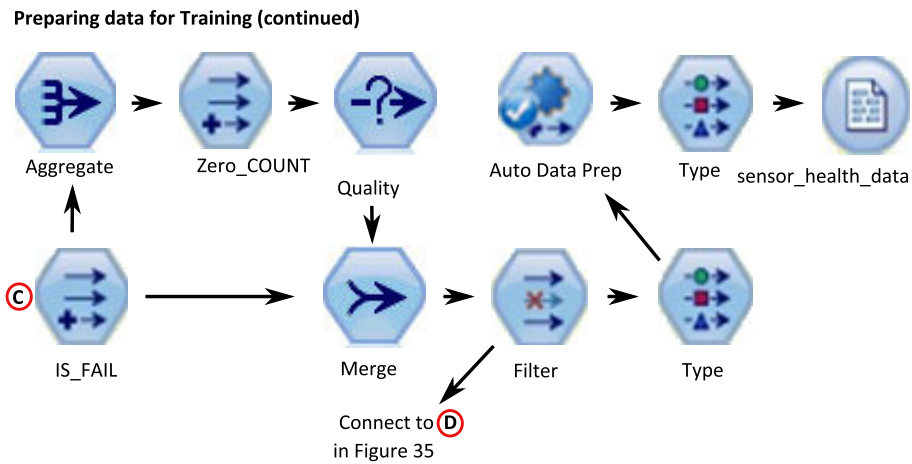 Preparing data for Training (continued)
Aggregate
Zero_COUNT
Quality
Auto Data Prep
Type
sensor_health_data
C
IS_FAIL
Merge
Filter
Type
Connect to D
in Figure 35